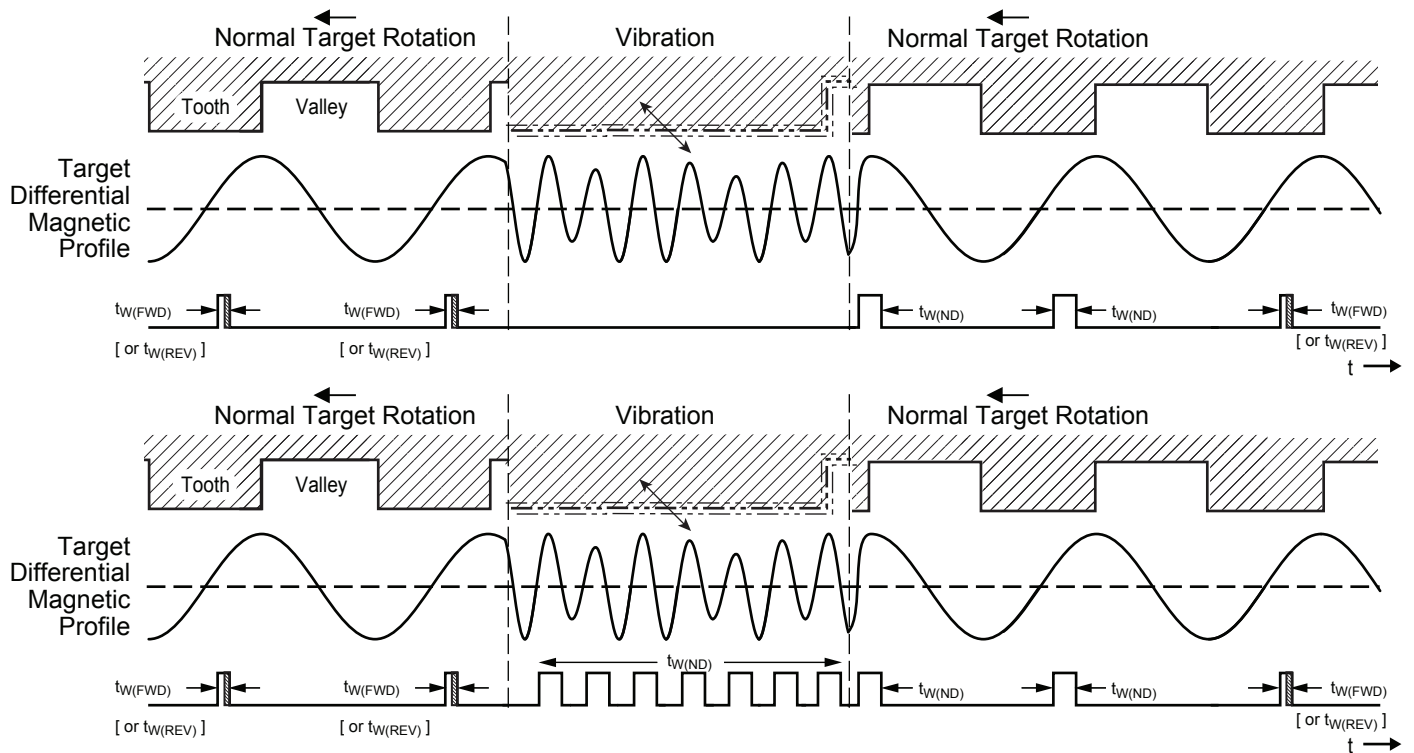 Normal Target Rotation
Vibration
Normal Target Rotation
Tooth
Valley
Target
Differential
Magnetic
Profile
tW(FWD)
[ or tW(REV) ]
tW(FWD)
[ or tW(REV) ]
tW(ND)
tW(ND)
tW(FWD)
[ or tW(REV) ]
t
Normal Target Rotation
Vibration
Normal Target Rotation
Tooth
Valley
Target
Differential
Magnetic
Profile
tW(FWD)
[ or tW(REV) ]
tW(FWD)
[ or tW(REV) ]
tW(ND)
tW(ND)
tW(ND)
tW(FWD)
[ or tW(REV) ]
t